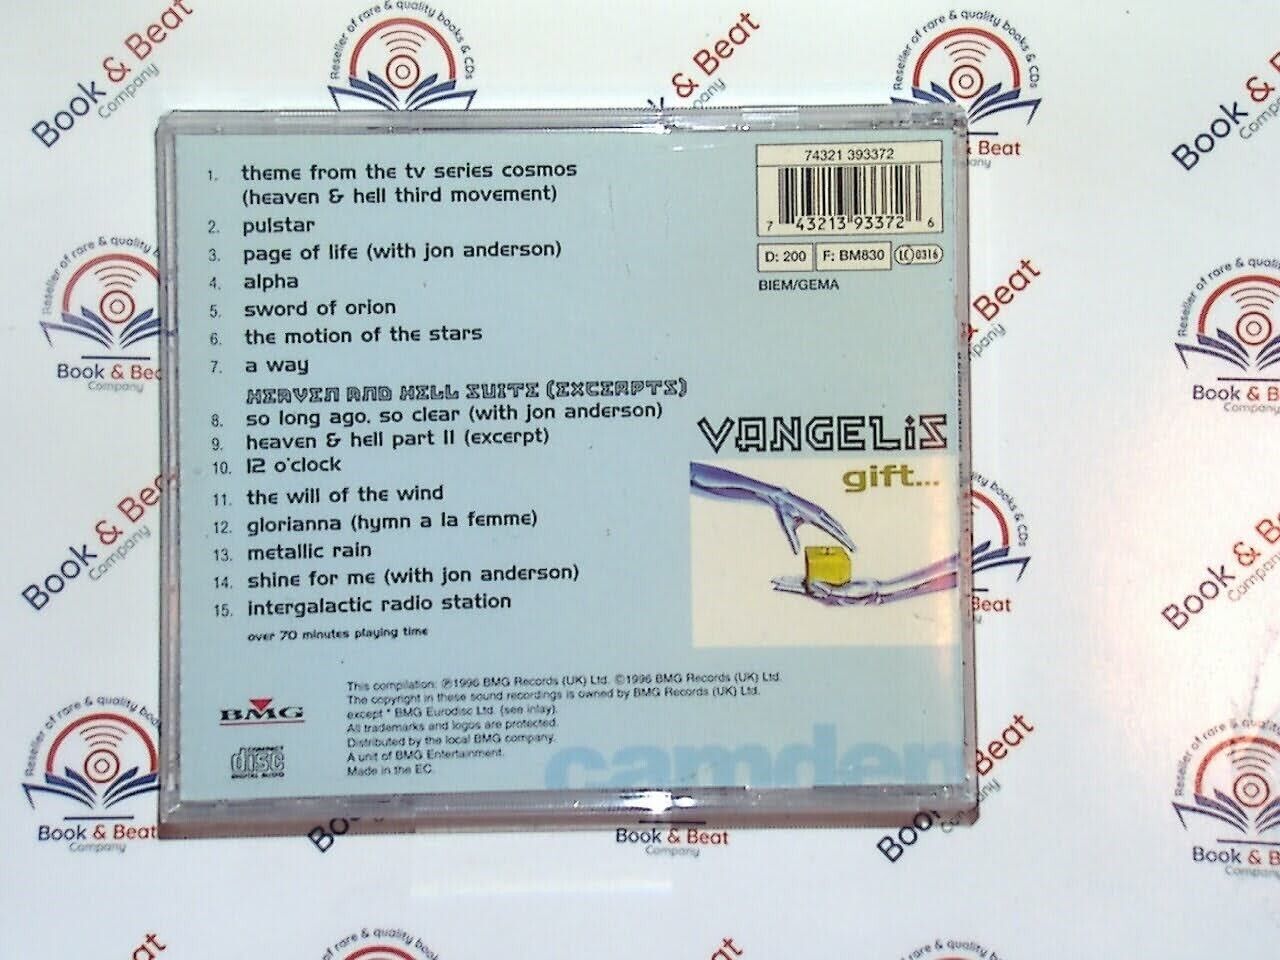 1. theme from the tv series cosmos
(heaven & hell third movement)
2. pulstar
3. page of life (with jon anderson)
4. alpha
5. sword of orion
6. the motion of the stars
7. a way
HEAVEN AND HELL SUITE (EXCERPTS)
8. so long ago. so clear (with jon anderson)
9. heaven & hell part II (excerpt)
10. 12 o'clock
11. the will of the wind
12. glorianna (hymn a la femme)
13. metallic rain
14. shine for me (with jon anderson)
15. intergalactic radio station
over 70 minutes playing time
74321 393372
7 43213 93372 6
D: 200 F: BM830 LC 0316
BIEM/GEMA
VANGELiS
gift...
BMG
COMPACT
disc
DIGITAL AUDIO
This compilation: ℗1996 BMG Records (UK) Ltd. ©1996 BMG Records (UK) Ltd.
The copyright in these sound recordings is owned by BMG Records (UK) Ltd.
except * BMG Eurodisc Ltd. (see inlay).
All trademarks and logos are protected.
Distributed by the local BMG company.
A unit of BMG Entertainment.
Made in the EC.
camden
Reseller of rare & quality books & CDs
Book & Beat
Company